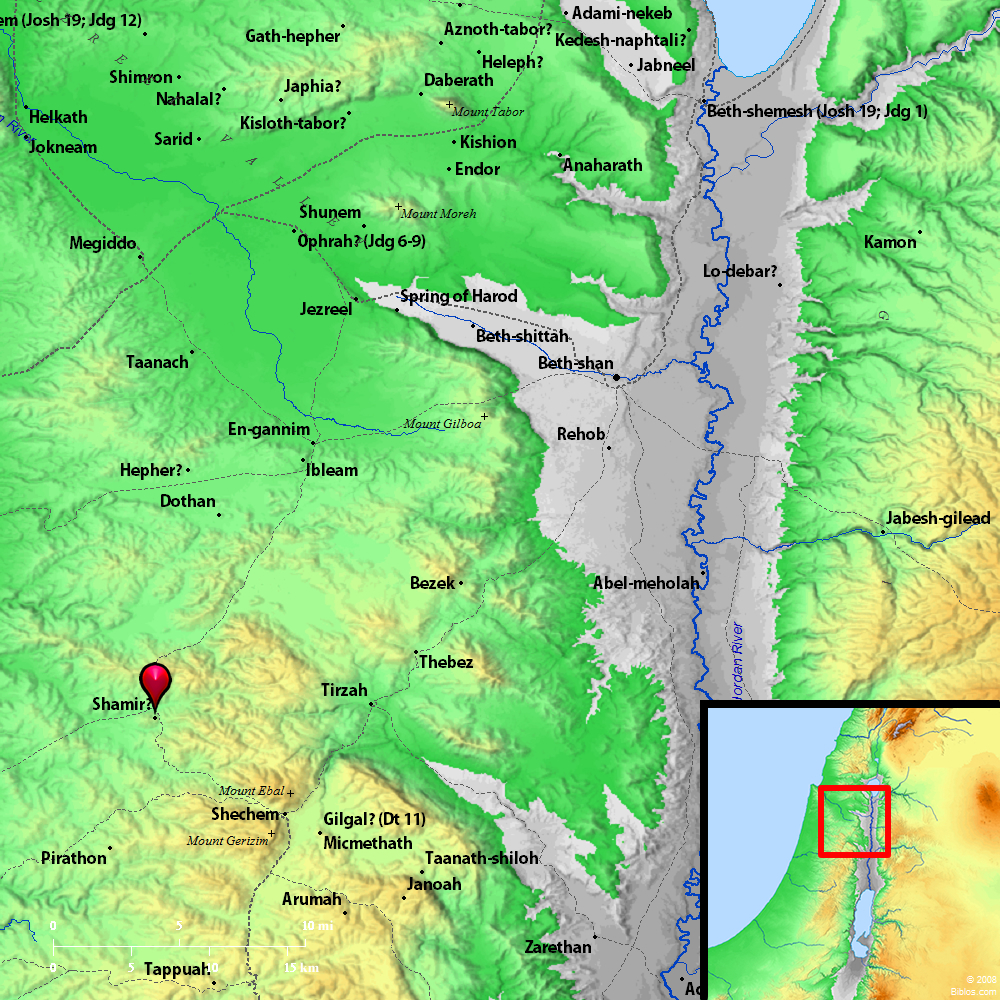 em (Josh 19; Jdg 12)
Gath-hepher
Aznoth-tabor?
Adami-nekeb
Kedesh-naphtali?
Heleph?
Jabneel
Shimron
Japhia?
Daberath
Nahalal?
Mount Tabor
Beth-shemesh (Josh 19; Jdg 1)
Helkath
Kisloth-tabor?
River
Jokneam
Sarid
Kishion
Endor
Anaharath
Shunem
Mount Moreh
Megiddo
Ophrah? (Jdg 6-9)
Kamon
Lo-debar?
Jezreel
Spring of Harod
G
Beth-shittah
Taanach
Beth-shan
En-gannim
Mount Gilboa
Rehob
Hepher?
Ibleam
Dothan
Jabesh-gilead
Bezek
Abel-meholah
Jordan River
Thebez
Shamir?
Tirzah
Mount Ebal
Shechem
Gilgal? (Dt 11)
Mount Gerizim
Micmethath
Pirathon
Taanath-shiloh
Janoah
Arumah
0 5 10 mi
Zarethan
5 10 15 km
Tappuah
© 2008
Biblos.com